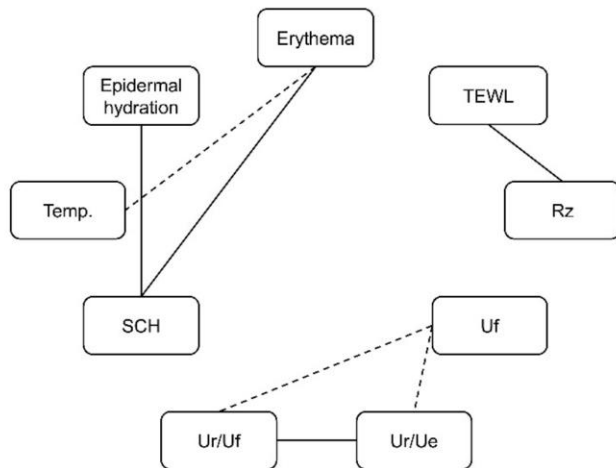 Erythema
Epidermal
hydration
TEWL
Temp.
Rz
SCH
Uf
Ur/Uf
Ur/Ue